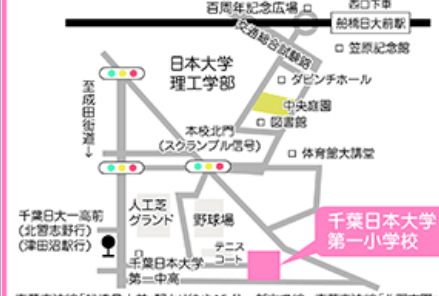 百周年記念広場
西口下車
船橋日大前駅
交通総合試験路
笠原記念館
日本大学
理工学部
ダビンチホール
中央庭園
図書館
至成田街道→
本校北門
(スクランブル信号)
体育館大講堂
千葉日大一高前
(北習志野行)
(津田沼駅行)
人工芝
グランド
野球場
テニス
コート
千葉日本大学
第一小学校
千葉日本大学
第一中高